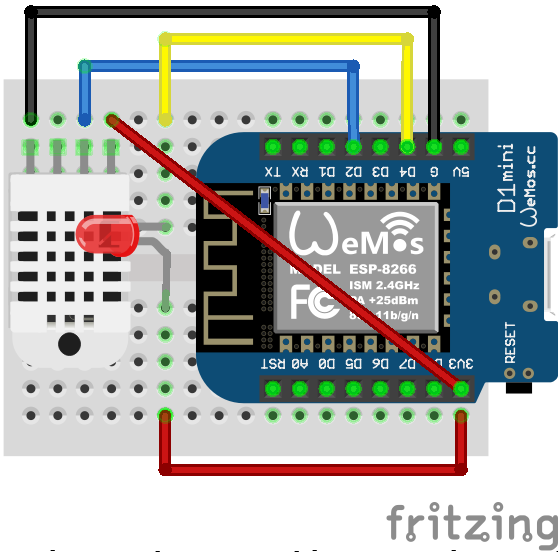 TX RX D1 D2 D3 D4 G 5V
D1 mini
WeMos.cc
WeMos
MODEL ESP-8266
ISM 2.4GHz
PA +25dBm
FC 802.11b/g/n
RESET
RST A0 D0 D5 D6 D7 3V3
fritzing